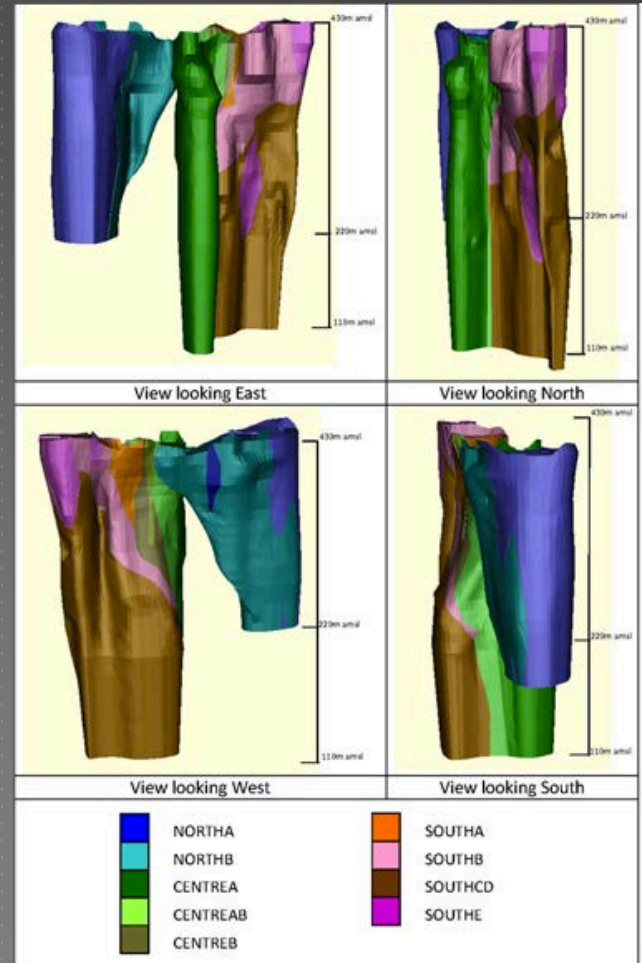 430m amsl
220m amsl
110m amsl
View looking East
430m amsl
220m amsl
110m amsl
View looking North
430m amsl
220m amsl
110m amsl
View looking West
430m amsl
220m amsl
110m amsl
View looking South
NORTHA
NORTHB
CENTREA
CENTREAB
CENTREB
SOUTHA
SOUTHB
SOUTHCD
SOUTHE